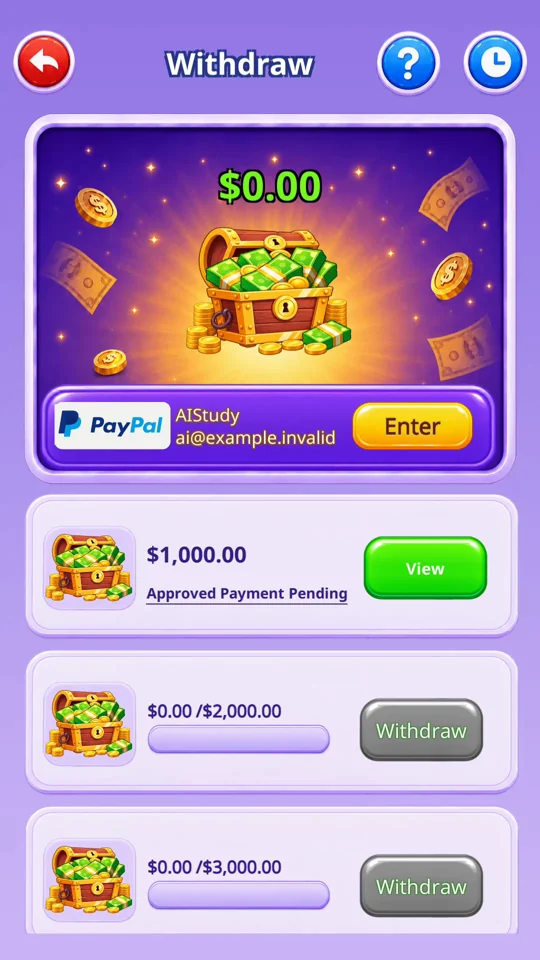 Withdraw
$0.00
PayPal
AIStudy
ai@example.invalid
Enter
$1,000.00
Approved Payment Pending
View
$0.00 /$2,000.00
Withdraw
$0.00 /$3,000.00
Withdraw